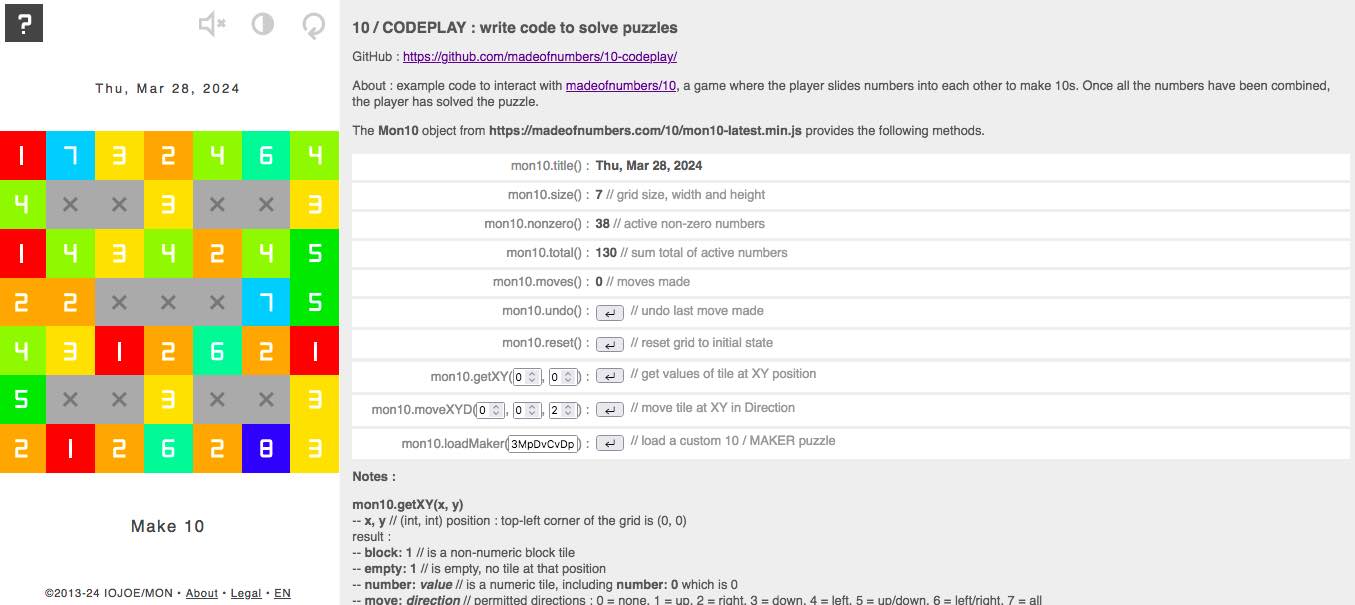 ?
Thu, Mar 28, 2024
1 7 3 2 4 6 4
4 × × 3 × × 3
1 4 3 4 2 4 5
2 2 × × × 7 5
4 3 1 2 6 2 1
5 × × 3 × × 3
2 1 2 6 2 8 3
Make 10
©2013-24 IOJOE/MON • About • Legal • EN
10 / CODEPLAY : write code to solve puzzles
GitHub : https://github.com/madeofnumbers/10-codeplay/
About : example code to interact with madeofnumbers/10, a game where the player slides numbers into each other to make 10s. Once all the numbers have been combined,
the player has solved the puzzle.
The Mon10 object from https://madeofnumbers.com/10/mon10-latest.min.js provides the following methods.
mon10.title() : Thu, Mar 28, 2024
mon10.size() : 7 // grid size, width and height
mon10.nonzero() : 38 // active non-zero numbers
mon10.total() : 130 // sum total of active numbers
mon10.moves() : 0 // moves made
mon10.undo() : ↵ // undo last move made
mon10.reset() : ↵ // reset grid to initial state
mon10.getXY(0, 0) : ↵ // get values of tile at XY position
mon10.moveXYD(0, 0, 2) : ↵ // move tile at XY in Direction
mon10.loadMaker(3MpDvCvDp) : ↵ // load a custom 10 / MAKER puzzle
Notes :
mon10.getXY(x, y)
-- x, y // (int, int) position : top-left corner of the grid is (0, 0)
result :
-- block: 1 // is a non-numeric block tile
-- empty: 1 // is empty, no tile at that position
-- number: value // is a numeric tile, including number: 0 which is 0
-- move: direction // permitted directions : 0 = none, 1 = up, 2 = right, 3 = down, 4 = left, 5 = up/down, 6 = left/right, 7 = all